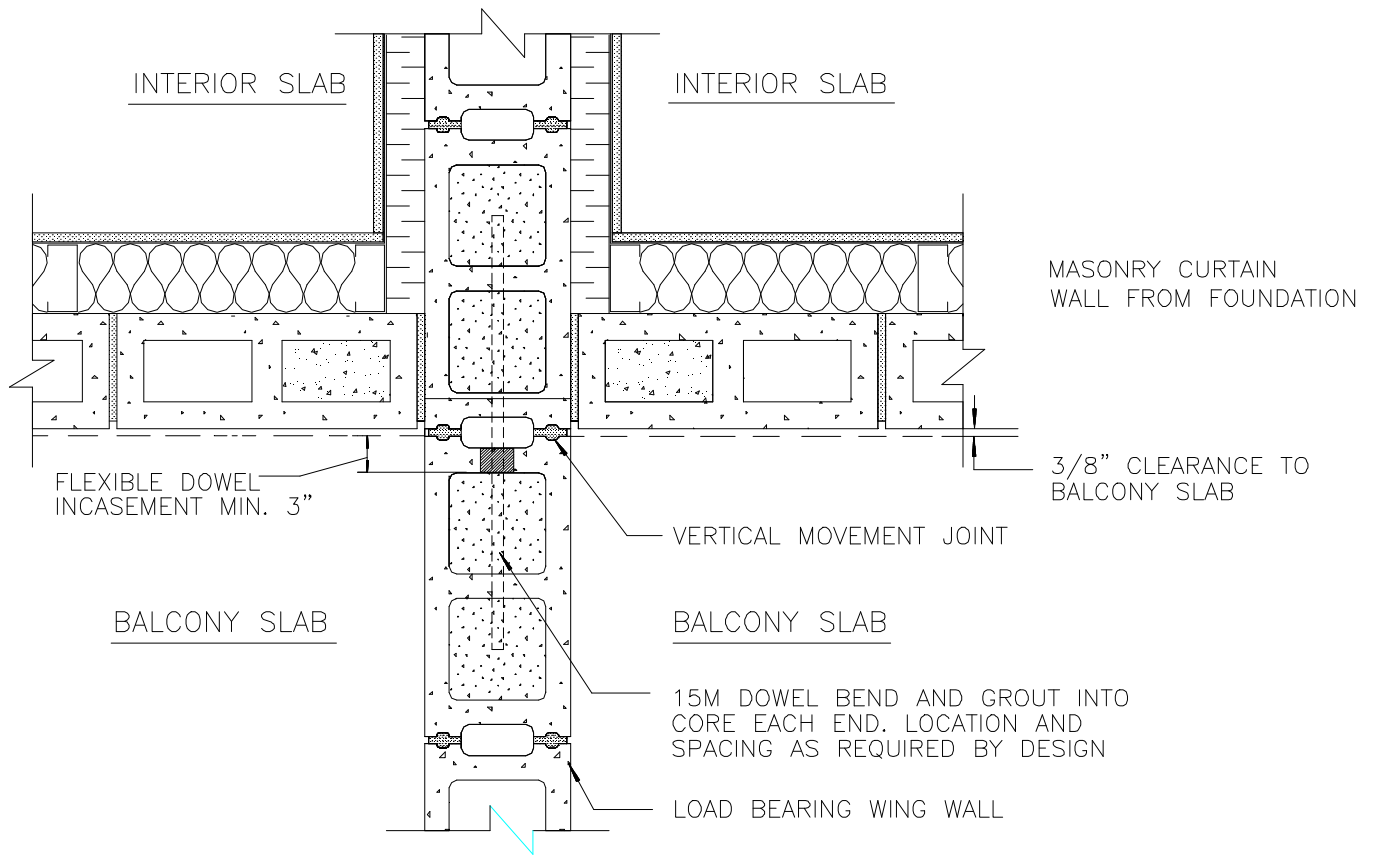 INTERIOR SLAB
INTERIOR SLAB
MASONRY CURTAIN
WALL FROM FOUNDATION
3/8" CLEARANCE TO
BALCONY SLAB
FLEXIBLE DOWEL
INCASEMENT MIN. 3"
VERTICAL MOVEMENT JOINT
BALCONY SLAB
BALCONY SLAB
15M DOWEL BEND AND GROUT INTO
CORE EACH END. LOCATION AND
SPACING AS REQUIRED BY DESIGN
LOAD BEARING WING WALL